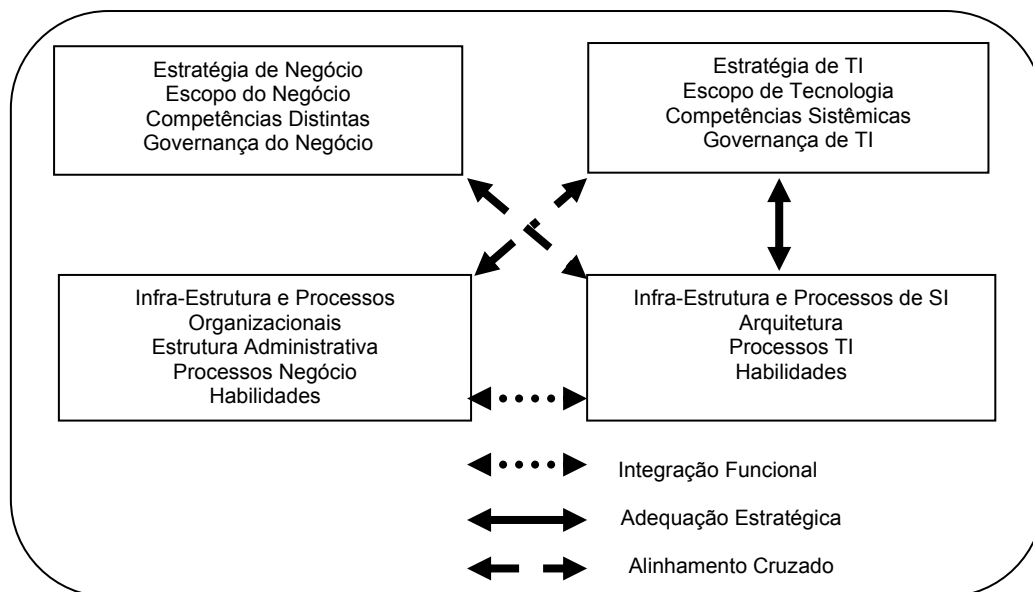 Estratégia de Negócio
Escopo do Negócio
Competências Distintas
Governança do Negócio
Estratégia de TI
Escopo de Tecnologia
Competências Sistêmicas
Governança de TI
Infra-Estrutura e Processos
Organizacionais
Estrutura Administrativa
Processos Negócio
Habilidades
Infra-Estrutura e Processos de SI
Arquitetura
Processos TI
Habilidades
Integração Funcional
Adequação Estratégica
Alinhamento Cruzado